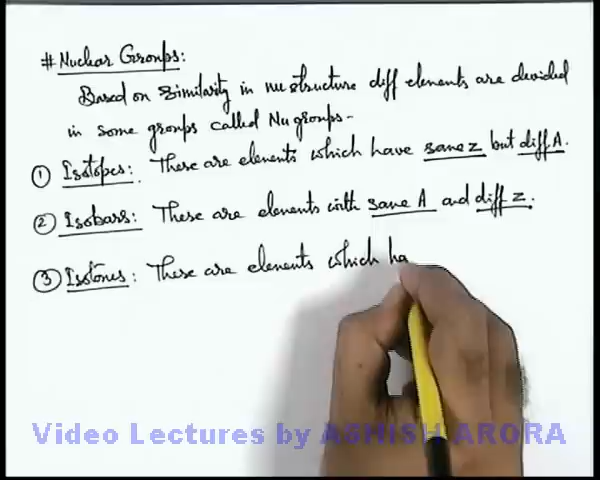 # Nuclear Groups:
Based on Similarity in nu structure diff elements are devided
in some groups called Nu groups-
① Isotopes: These are elements which have same z but diff A.
② Isobars: These are elements with same A and diff z.
③ Isotones: These are elements which ha
Video Lectures by ASHISH ARORA